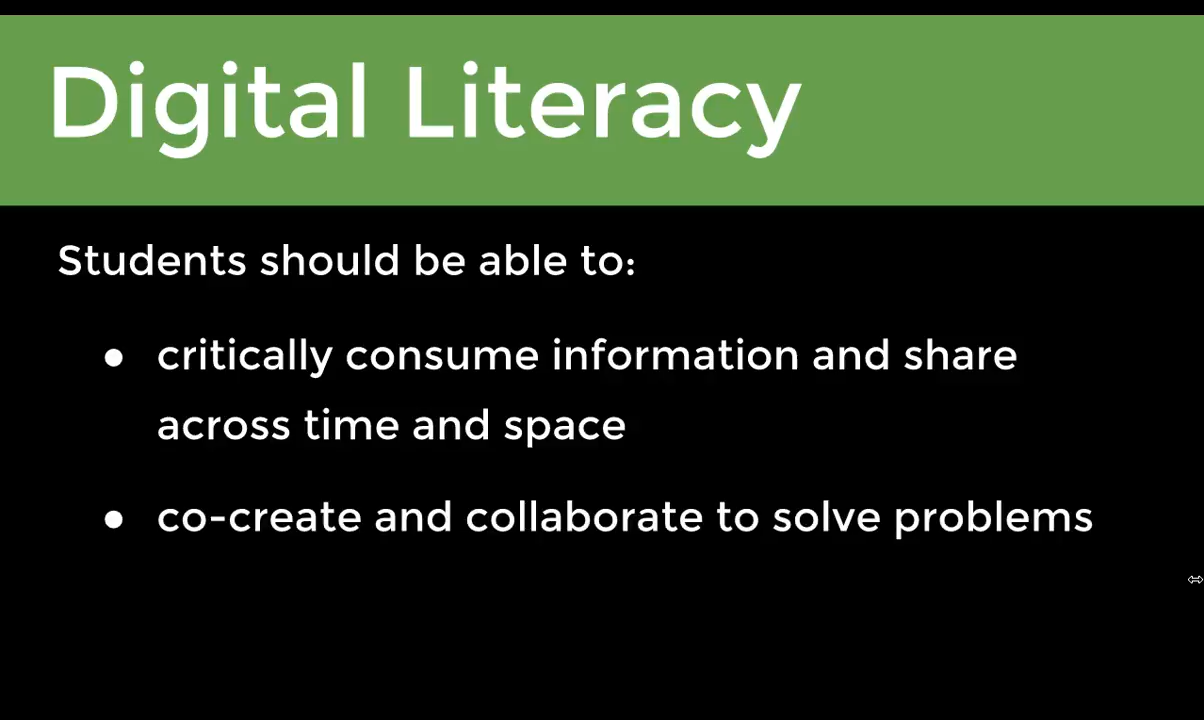 Digital Literacy
Students should be able to:
● critically consume information and share
across time and space
● co-create and collaborate to solve problems